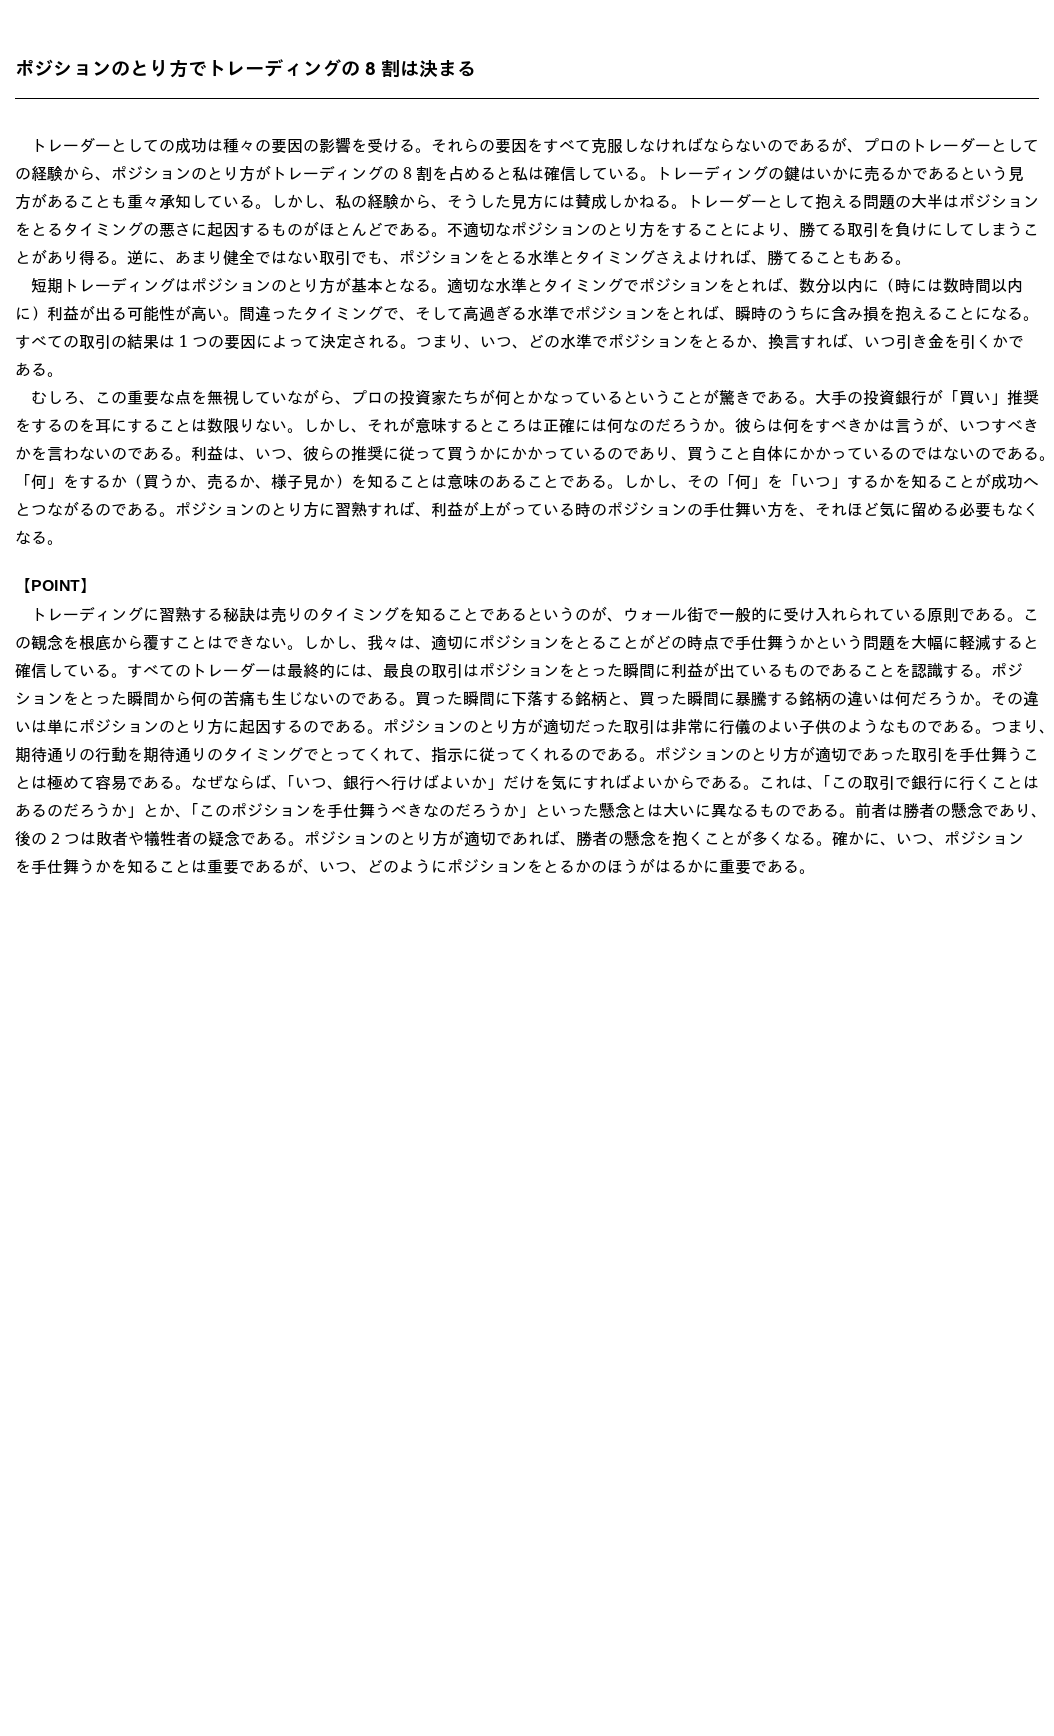 ポジションのとり方でトレーディングの 8 割は決まる
　トレーダーとしての成功は種々の要因の影響を受ける。それらの要因をすべて克服しなければならないのであるが、プロのトレーダーとして
の経験から、ポジションのとり方がトレーディングの 8 割を占めると私は確信している。トレーディングの鍵はいかに売るかであるという見
方があることも重々承知している。しかし、私の経験から、そうした見方には賛成しかねる。トレーダーとして抱える問題の大半はポジション
をとるタイミングの悪さに起因するものがほとんどである。不適切なポジションのとり方をすることにより、勝てる取引を負けにしてしまうこ
とがあり得る。逆に、あまり健全ではない取引でも、ポジションをとる水準とタイミングさえよければ、勝てることもある。
　短期トレーディングはポジションのとり方が基本となる。適切な水準とタイミングでポジションをとれば、数分以内に（時には数時間以内
に）利益が出る可能性が高い。間違ったタイミングで、そして高過ぎる水準でポジションをとれば、瞬時のうちに含み損を抱えることになる。
すべての取引の結果は 1 つの要因によって決定される。つまり、いつ、どの水準でポジションをとるか、換言すれば、いつ引き金を引くかで
ある。
　むしろ、この重要な点を無視していながら、プロの投資家たちが何とかなっているということが驚きである。大手の投資銀行が「買い」推奨
をするのを耳にすることは数限りない。しかし、それが意味するところは正確には何なのだろうか。彼らは何をすべきかは言うが、いつすべき
かを言わないのである。利益は、いつ、彼らの推奨に従って買うかにかかっているのであり、買うこと自体にかかっているのではないのである。
「何」をするか（買うか、売るか、様子見か）を知ることは意味のあることである。しかし、その「何」を「いつ」するかを知ることが成功へ
とつながるのである。ポジションのとり方に習熟すれば、利益が上がっている時のポジションの手仕舞い方を、それほど気に留める必要もなく
なる。
【POINT】
　トレーディングに習熟する秘訣は売りのタイミングを知ることであるというのが、ウォール街で一般的に受け入れられている原則である。こ
の観念を根底から覆すことはできない。しかし、我々は、適切にポジションをとることがどの時点で手仕舞うかという問題を大幅に軽減すると
確信している。すべてのトレーダーは最終的には、最良の取引はポジションをとった瞬間に利益が出ているものであることを認識する。ポジ
ションをとった瞬間から何の苦痛も生じないのである。買った瞬間に下落する銘柄と、買った瞬間に暴騰する銘柄の違いは何だろうか。その違
いは単にポジションのとり方に起因するのである。ポジションのとり方が適切だった取引は非常に行儀のよい子供のようなものである。つまり、
期待通りの行動を期待通りのタイミングでとってくれて、指示に従ってくれるのである。ポジションのとり方が適切であった取引を手仕舞うこ
とは極めて容易である。なぜならば、「いつ、銀行へ行けばよいか」だけを気にすればよいからである。これは、「この取引で銀行に行くことは
あるのだろうか」とか、「このポジションを手仕舞うべきなのだろうか」といった懸念とは大いに異なるものである。前者は勝者の懸念であり、
後の 2 つは敗者や犠牲者の疑念である。ポジションのとり方が適切であれば、勝者の懸念を抱くことが多くなる。確かに、いつ、ポジション
を手仕舞うかを知ることは重要であるが、いつ、どのようにポジションをとるかのほうがはるかに重要である。